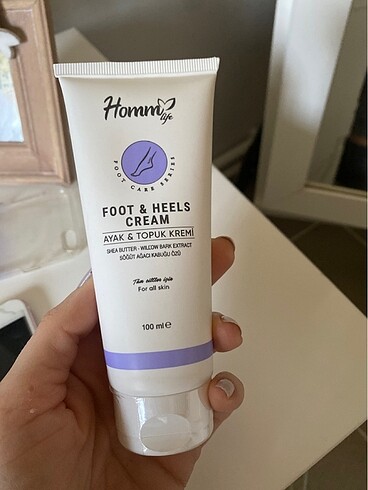 Homm
life
FOOT CARE SERIES
FOOT & HEELS
CREAM
AYAK & TOPUK KREMİ
SHEA BUTTER - WILLOW BARK EXTRACT
SÖĞÜT AĞACI KABUĞU ÖZÜ
Tüm ciltler için
For all skin
100 ml ℮